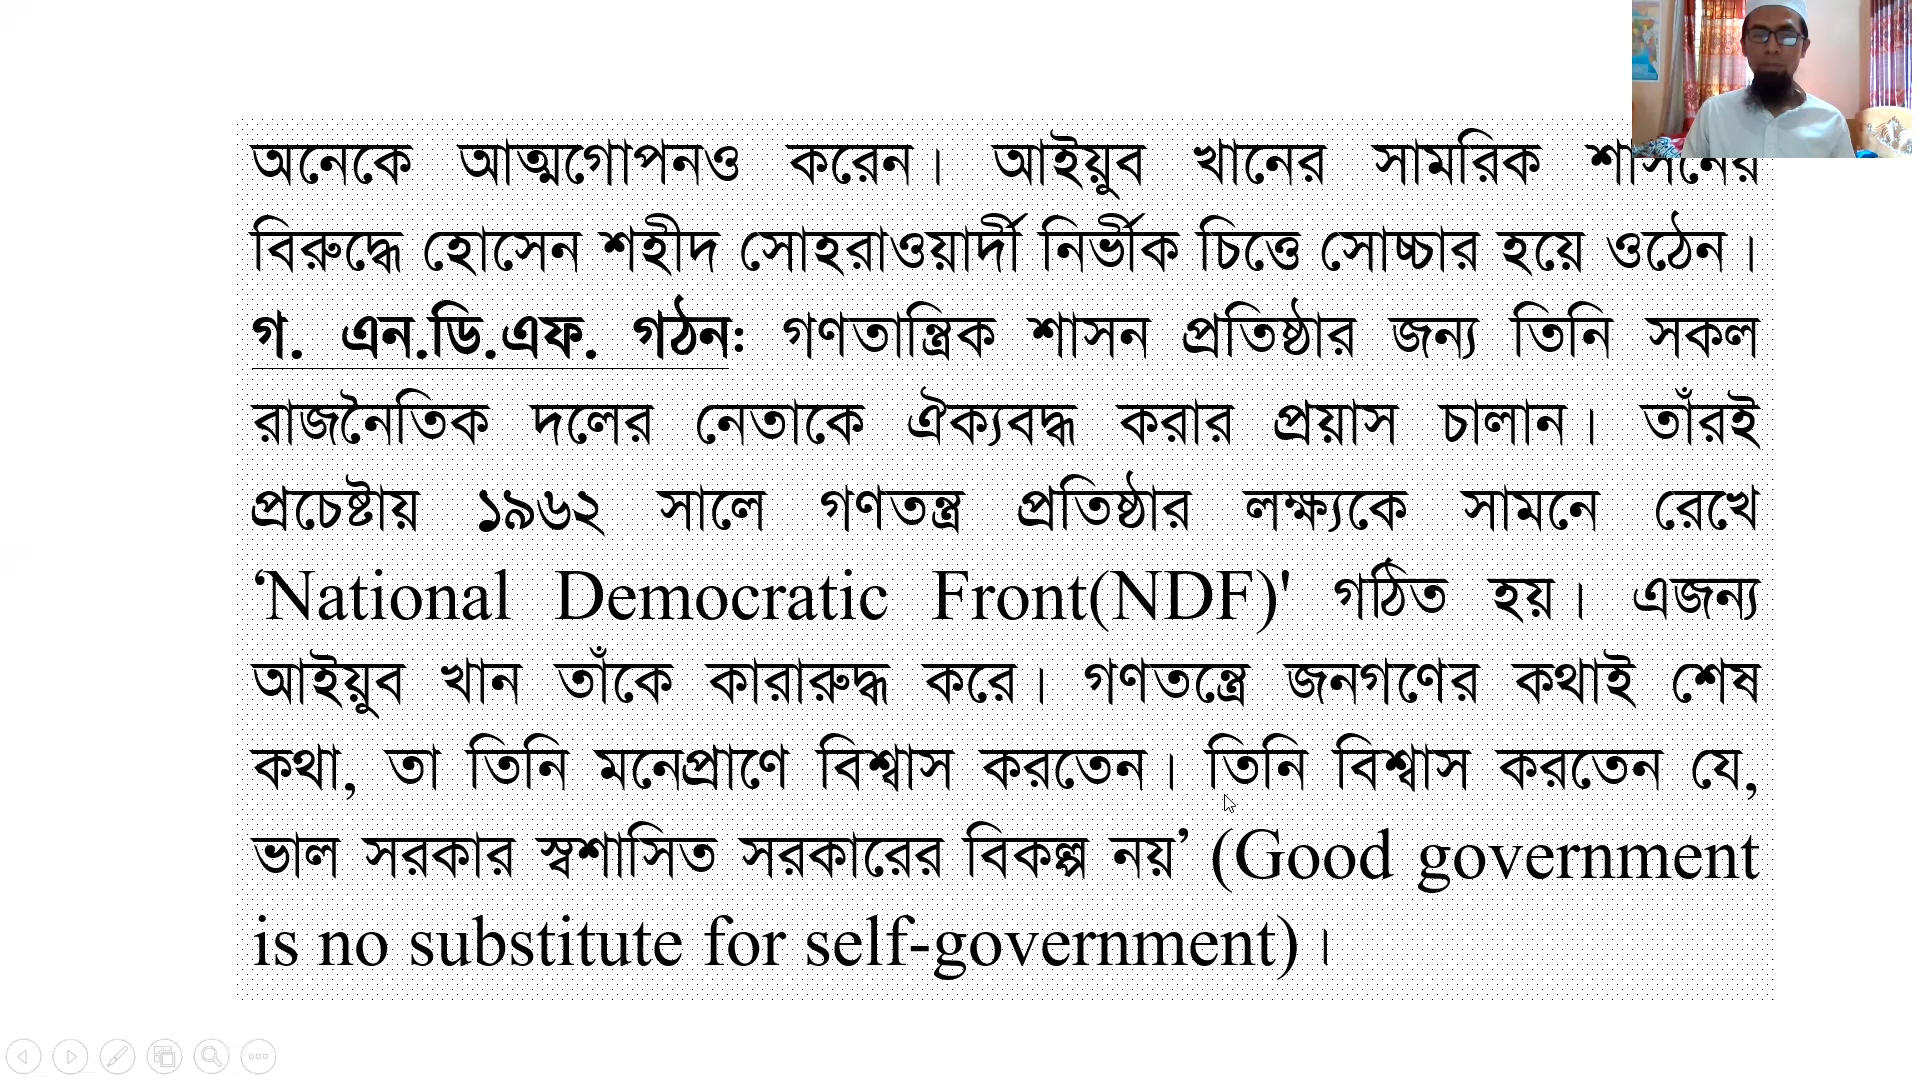 অনেকে আত্মগোপনও করেন। আইয়ুব খানের সামরিক শাসনের
বিরুদ্ধে হোসেন শহীদ সোহরাওয়ার্দী নির্ভীক চিত্তে সোচ্চার হয়ে ওঠেন।
গ. এন.ডি.এফ. গঠন: গণতান্ত্রিক শাসন প্রতিষ্ঠার জন্য তিনি সকল
রাজনৈতিক দলের নেতাকে ঐক্যবদ্ধ করার প্রয়াস চালান। তাঁরই
প্রচেষ্টায় ১৯৬২ সালে গণতন্ত্র প্রতিষ্ঠার লক্ষ্যকে সামনে রেখে
‘National Democratic Front(NDF)' গঠিত হয়। এজন্য
আইয়ুব খান তাঁকে কারারুদ্ধ করে। গণতন্ত্রে জনগণের কথাই শেষ
কথা, তা তিনি মনেপ্রাণে বিশ্বাস করতেন। তিনি বিশ্বাস করতেন যে,
ভাল সরকার স্বশাসিত সরকারের বিকল্প নয়’ (Good government
is no substitute for self-government)।